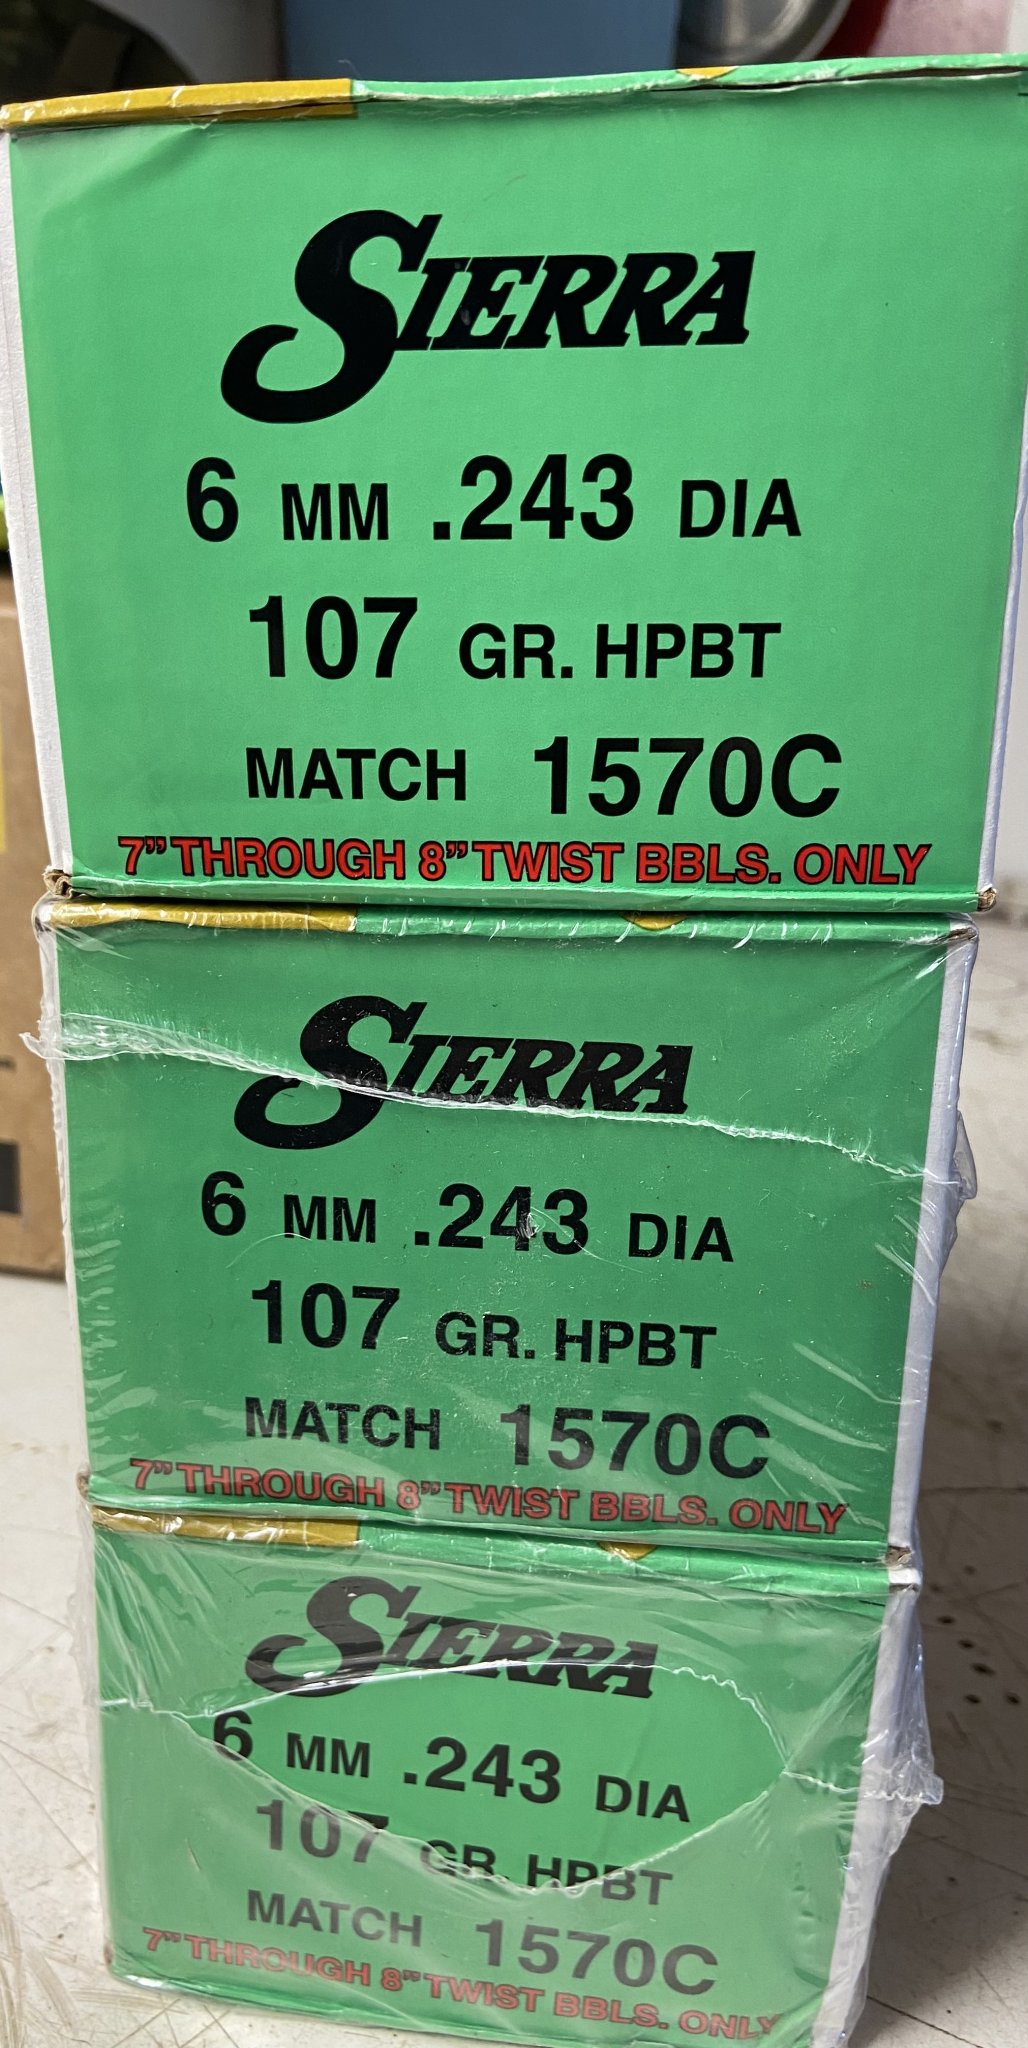 SIERRA
6 MM .243 DIA
107 GR. HPBT
MATCH 1570C
7" THROUGH 8" TWIST BBLS. ONLY
SIERRA
6 MM .243 DIA
107 GR. HPBT
MATCH 1570C
7" THROUGH 8" TWIST BBLS. ONLY
SIERRA
6 MM .243 DIA
107 GR. HPBT
MATCH 1570C
7" THROUGH 8" TWIST BBLS. ONLY